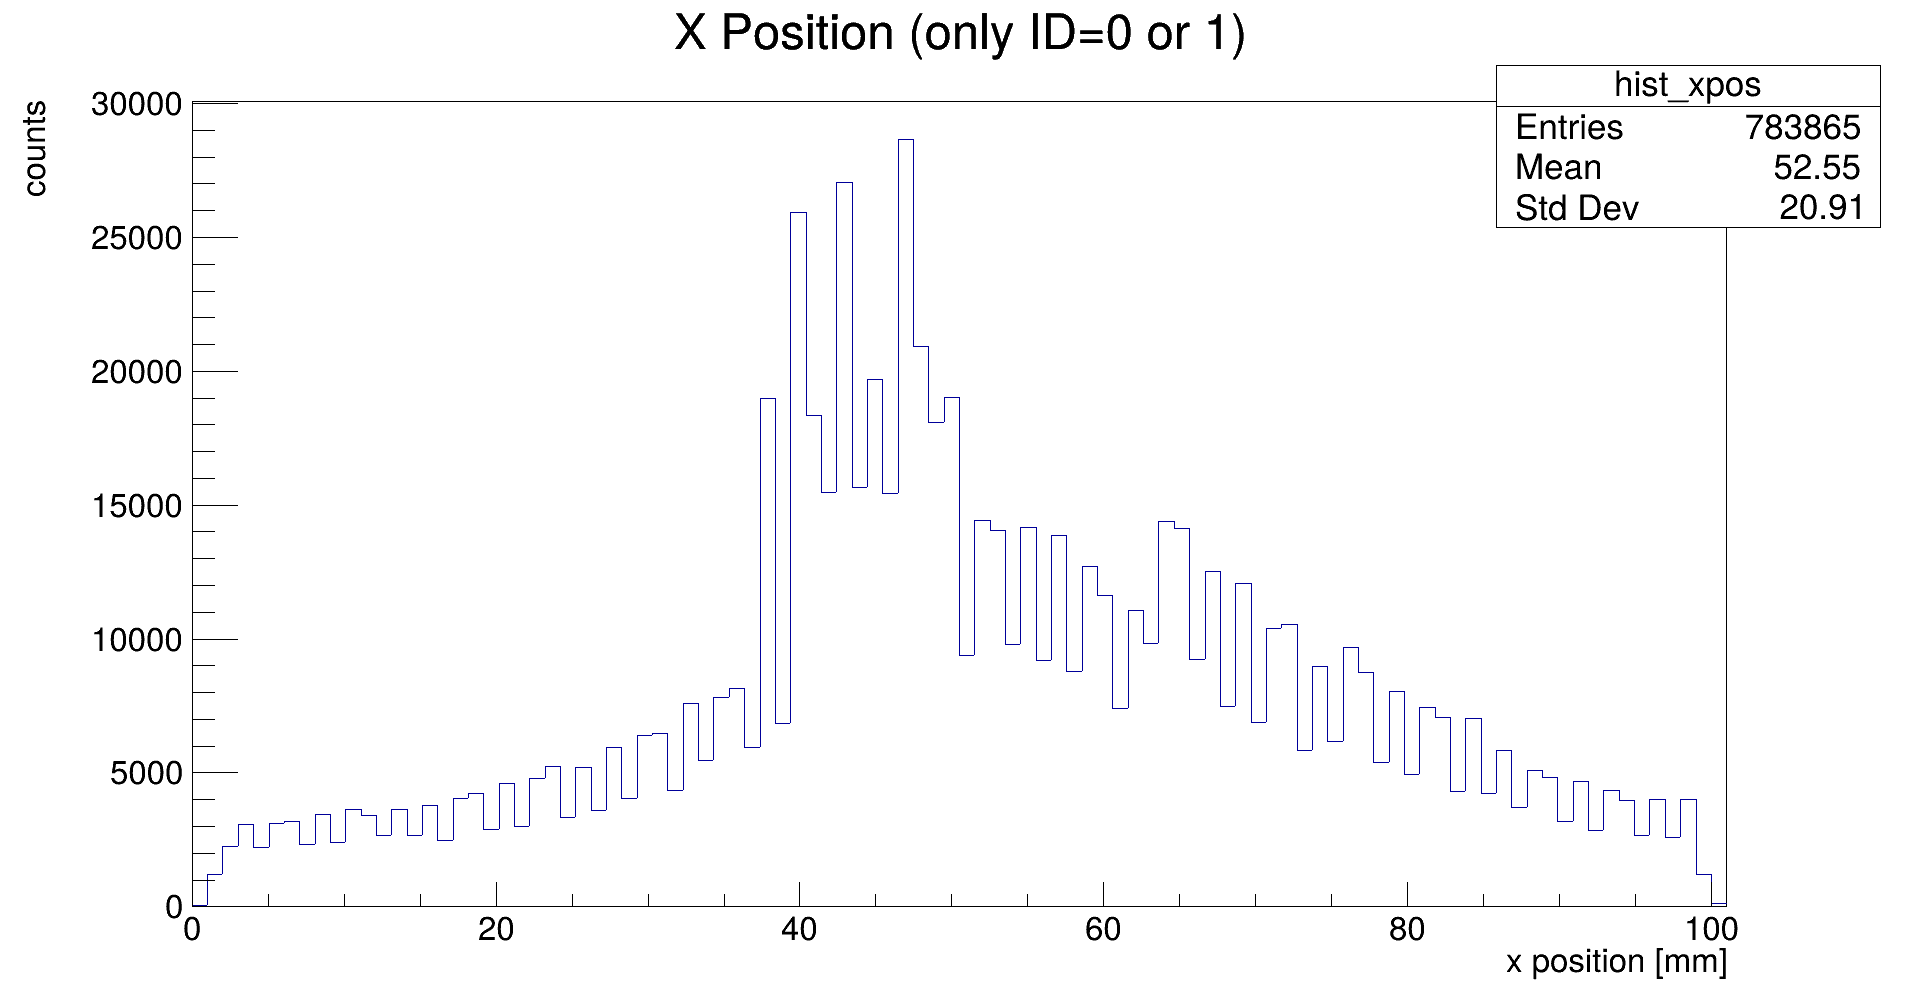 X Position (only ID=0 or 1)
hist_xpos
Entries 783865
Mean 52.55
Std Dev 20.91
counts
30000
25000
20000
15000
10000
5000
0
0 20 40 60 80 100
x position [mm]